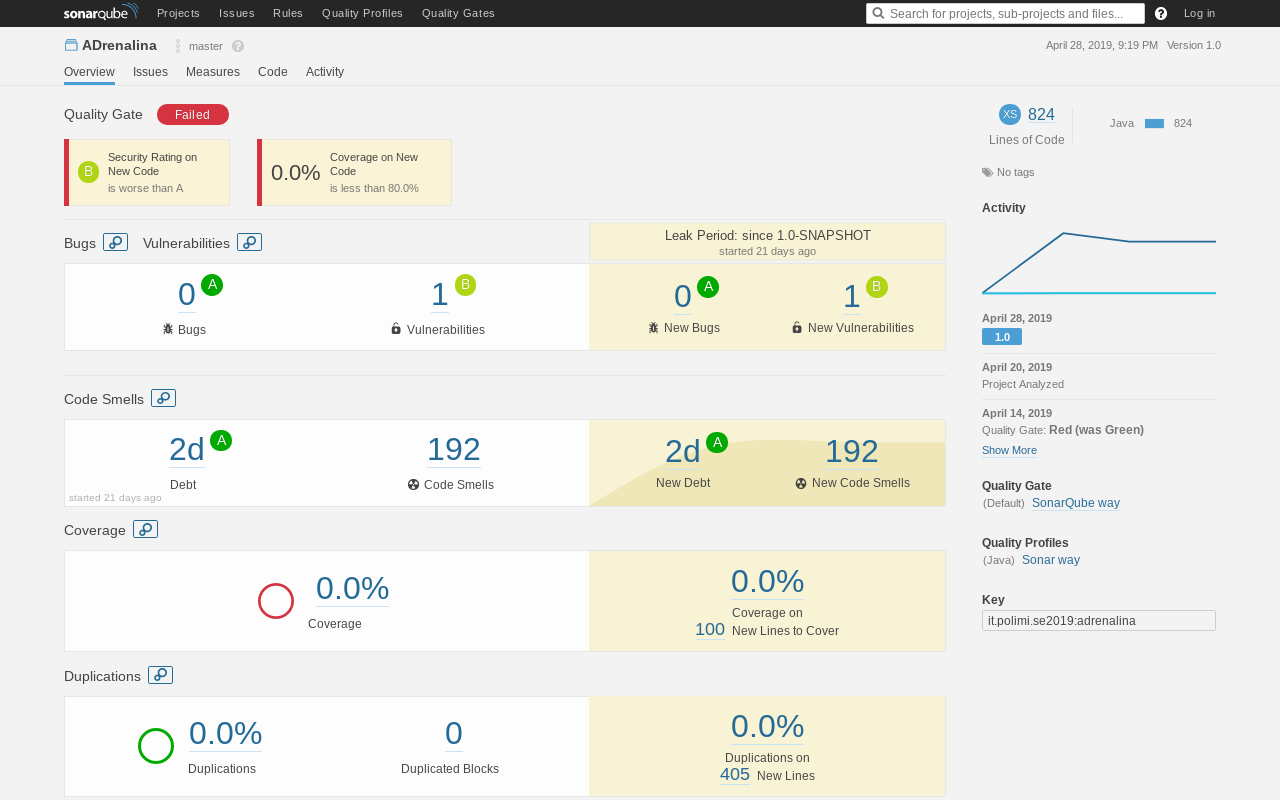 sonarqube Projects Issues Rules Quality Profiles Quality Gates Search for projects, sub-projects and files... ? Log in
ADrenalina master ? April 28, 2019, 9:19 PM Version 1.0
Overview Issues Measures Code Activity
Quality Gate Failed
B Security Rating on New Code
is worse than A
0.0% Coverage on New Code
is less than 80.0%
Bugs Vulnerabilities
Leak Period: since 1.0-SNAPSHOT
started 21 days ago
0 A
Bugs
1 B
Vulnerabilities
0 A
New Bugs
1 B
New Vulnerabilities
Code Smells
2d A
Debt
started 21 days ago
192
Code Smells
2d A
New Debt
192
New Code Smells
Coverage
0.0%
Coverage
0.0%
Coverage on
100 New Lines to Cover
Duplications
0.0%
Duplications
0
Duplicated Blocks
0.0%
Duplications on
405 New Lines
XS 824
Lines of Code
Java 824
No tags
Activity
April 28, 2019
1.0
April 20, 2019
Project Analyzed
April 14, 2019
Quality Gate: Red (was Green)
Show More
Quality Gate
(Default) SonarQube way
Quality Profiles
(Java) Sonar way
Key
it.polimi.se2019:adrenalina